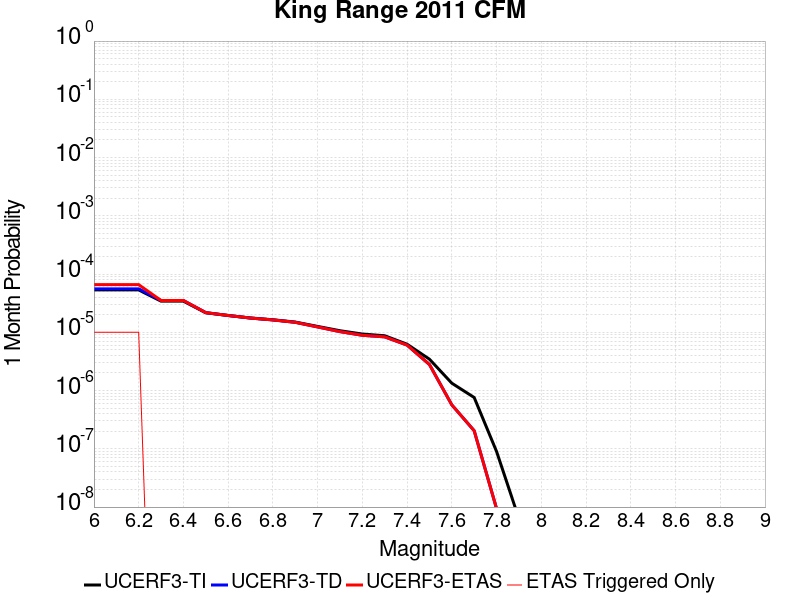 King Range 2011 CFM
10^0
10^-1
10^-2
10^-3
10^-4
10^-5
10^-6
10^-7
10^-8
1 Month Probability
6 6.2 6.4 6.6 6.8 7 7.2 7.4 7.6 7.8 8 8.2 8.4 8.6 8.8 9
Magnitude
UCERF3-TI UCERF3-TD UCERF3-ETAS ETAS Triggered Only